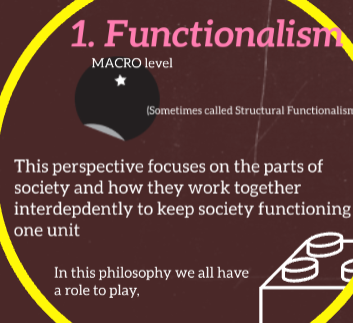 1. Functionalism
MACRO level
(Sometimes called Structural Functionalism
This perspective focuses on the parts of
society and how they work together
interdepdently to keep society functioning
one unit
In this philosophy we all have
a role to play,